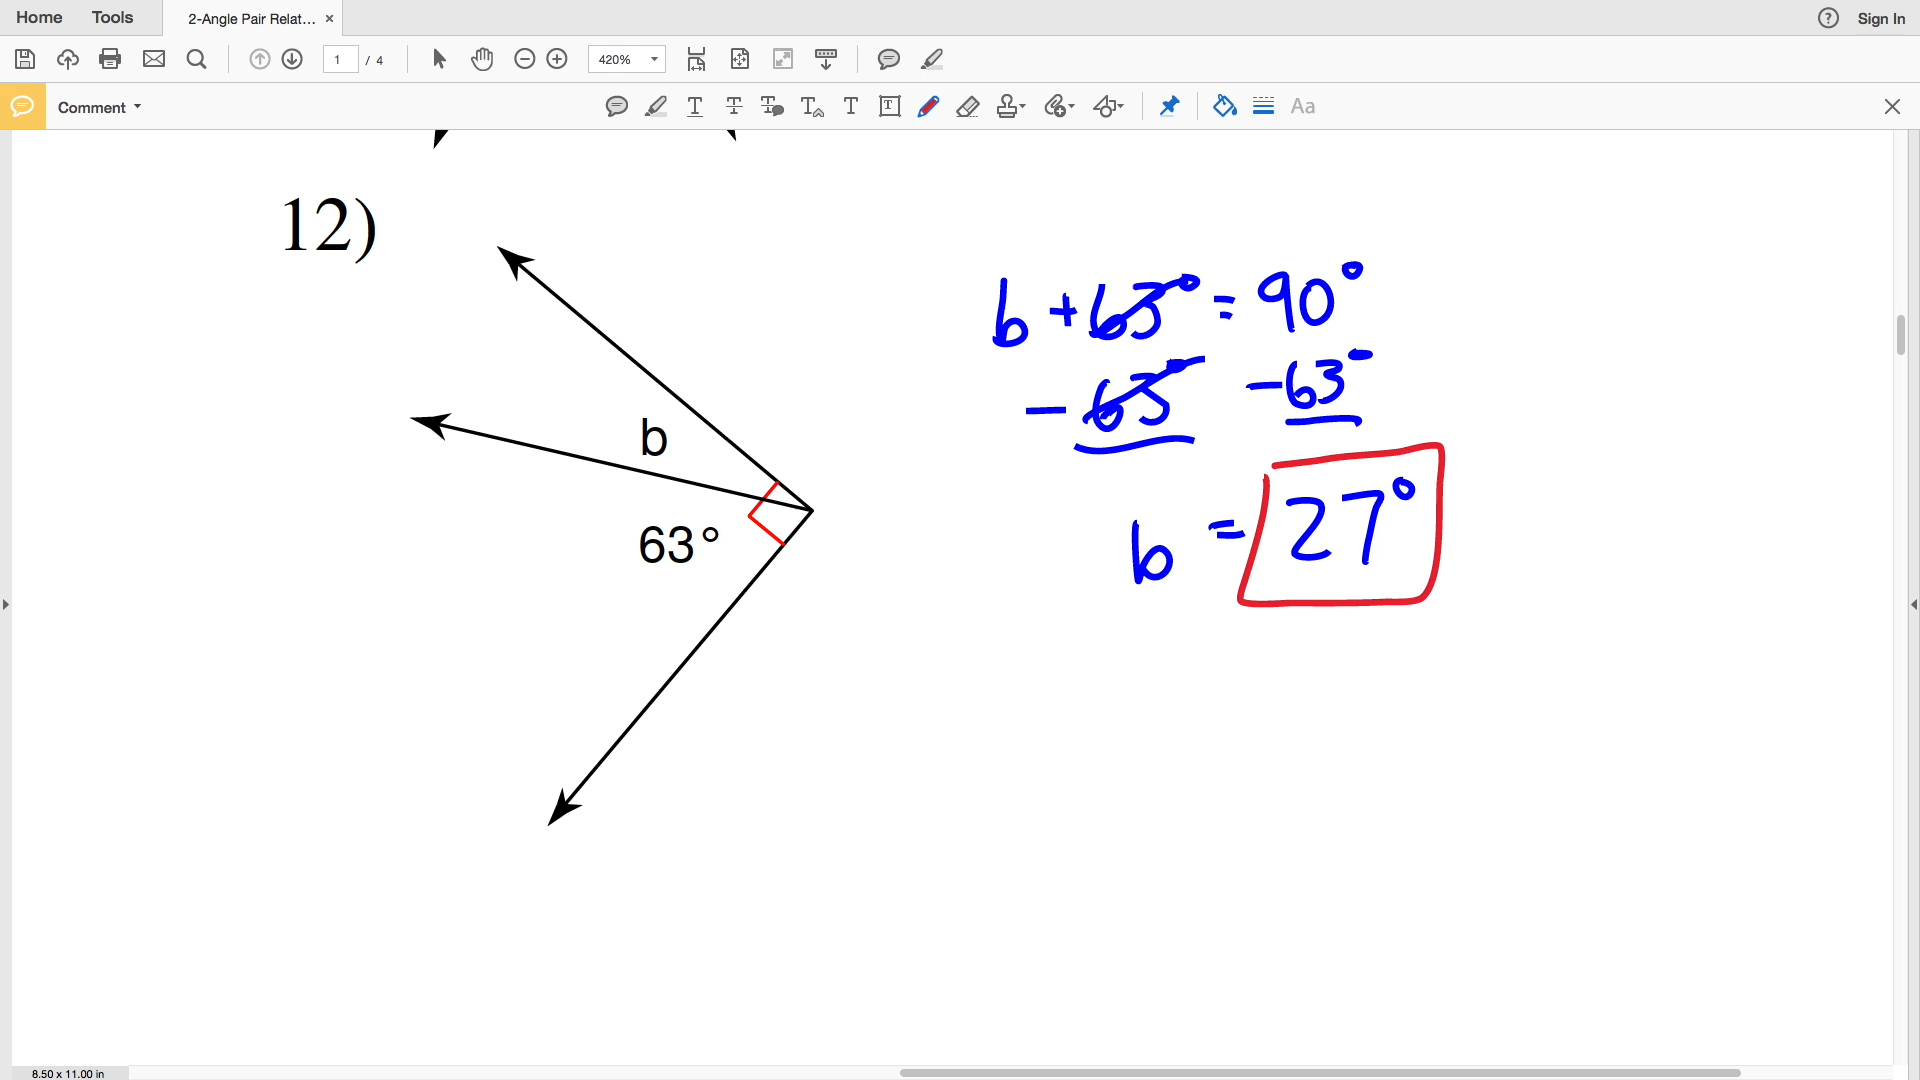 Home Tools 2-Angle Pair Relat... × ? Sign In
1 / 4 420%
Comment T T T T T T Aa
12)
b + 63° = 90°
- 63° -63°
b = 27°
b
63°
8.50 x 11.00 in